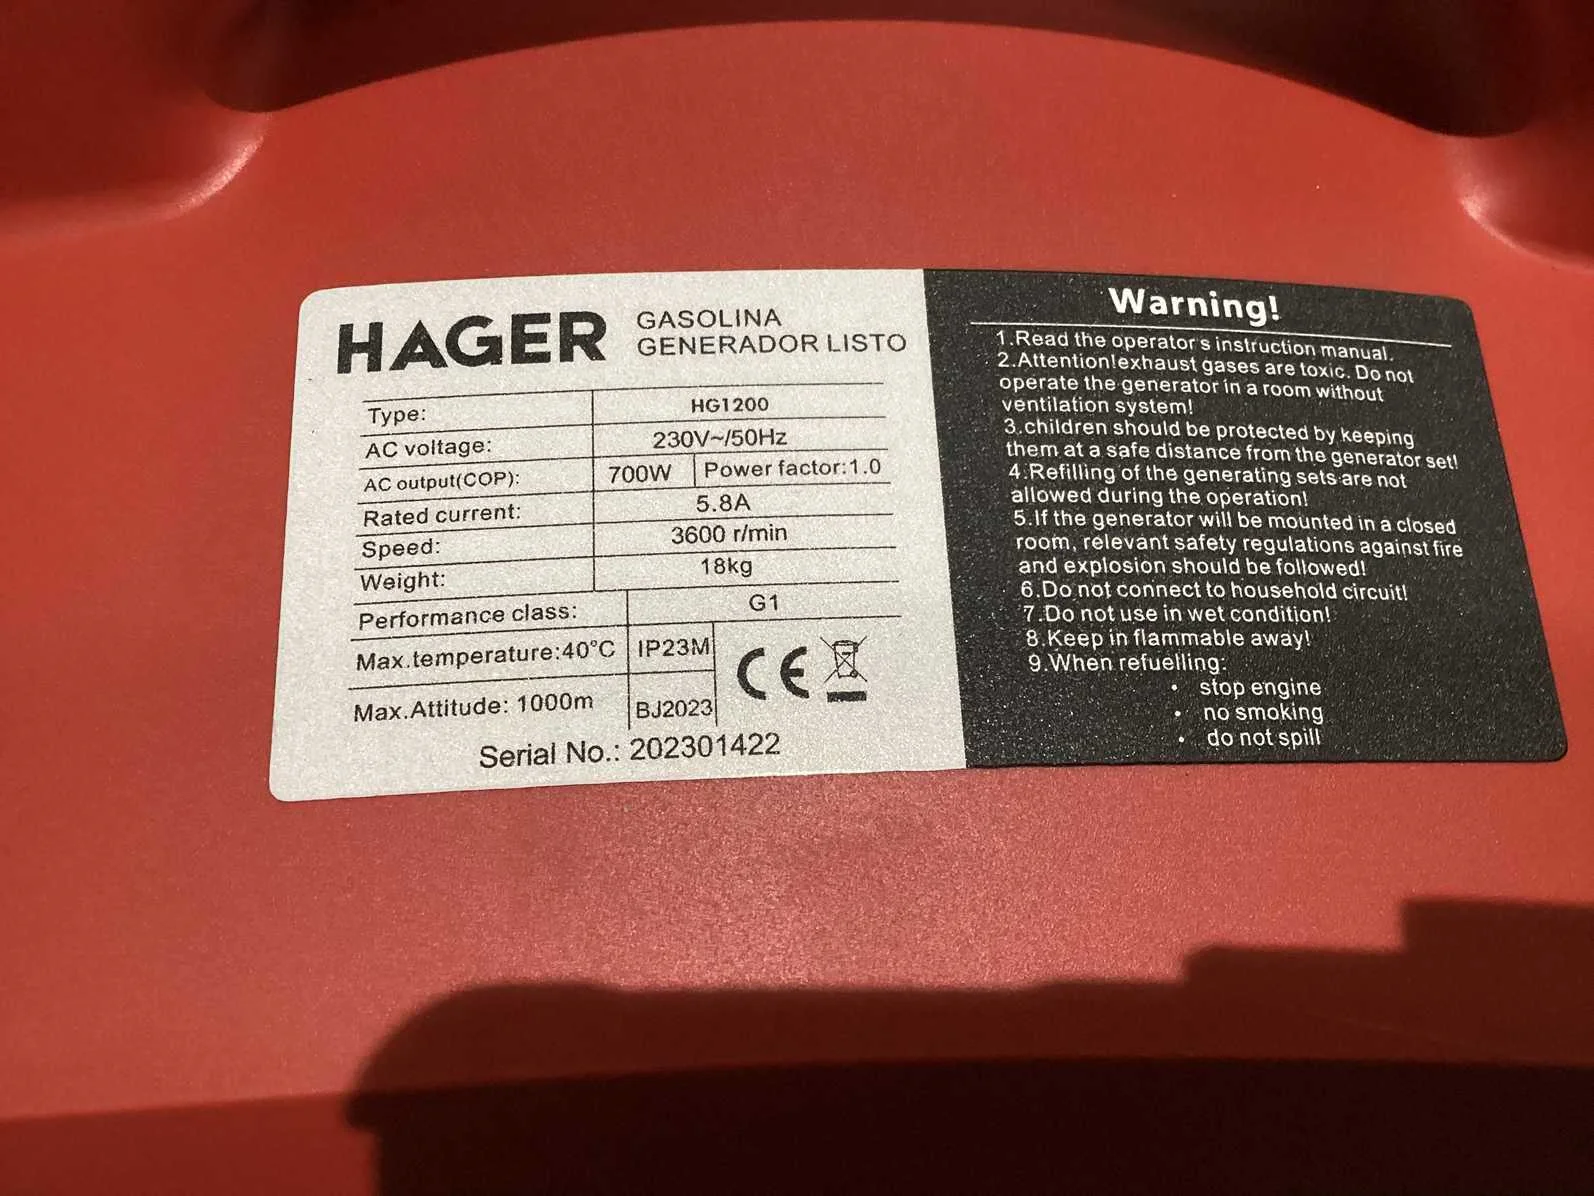 HAGER
GASOLINA
GENERADOR LISTO
Type: HG1200
AC voltage: 230V~/50Hz
AC output(COP): 700W Power factor:1.0
Rated current: 5.8A
Speed: 3600 r/min
Weight: 18kg
Performance class: G1
Max.temperature:40°C IP23M
Max.Attitude: 1000m BJ2023
CE
Serial No.: 202301422
Warning!
1.Read the operator's instruction manual.
2.Attention!exhaust gases are toxic. Do not
operate the generator in a room without
ventilation system!
3.children should be protected by keeping
them at a safe distance from the generator set!
4.Refilling of the generating sets are not
allowed during the operation!
5.If the generator will be mounted in a closed
room, relevant safety regulations against fire
and explosion should be followed!
6.Do not connect to household circuit!
7.Do not use in wet condition!
8.Keep in flammable away!
9.When refuelling:
• stop engine
• no smoking
• do not spill